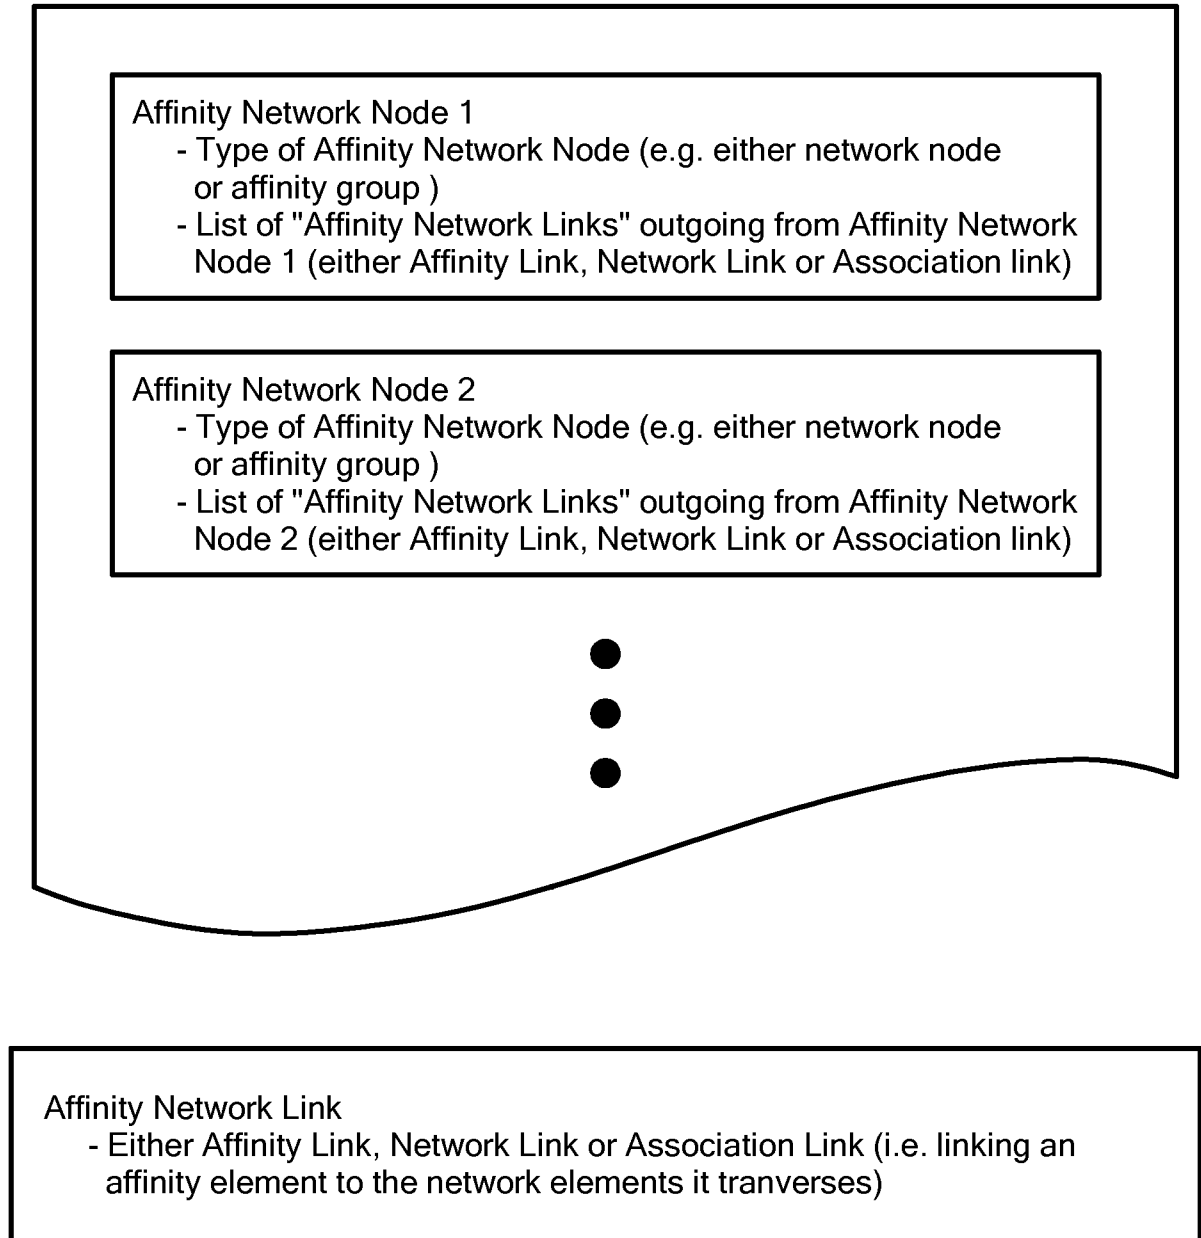 Affinity Network Node 1
- Type of Affinity Network Node (e.g. either network node
or affinity group )
- List of "Affinity Network Links" outgoing from Affinity Network
Node 1 (either Affinity Link, Network Link or Association link)
Affinity Network Node 2
- Type of Affinity Network Node (e.g. either network node
or affinity group )
- List of "Affinity Network Links" outgoing from Affinity Network
Node 2 (either Affinity Link, Network Link or Association link)
Affinity Network Link
- Either Affinity Link, Network Link or Association Link (i.e. linking an
affinity element to the network elements it tranverses)